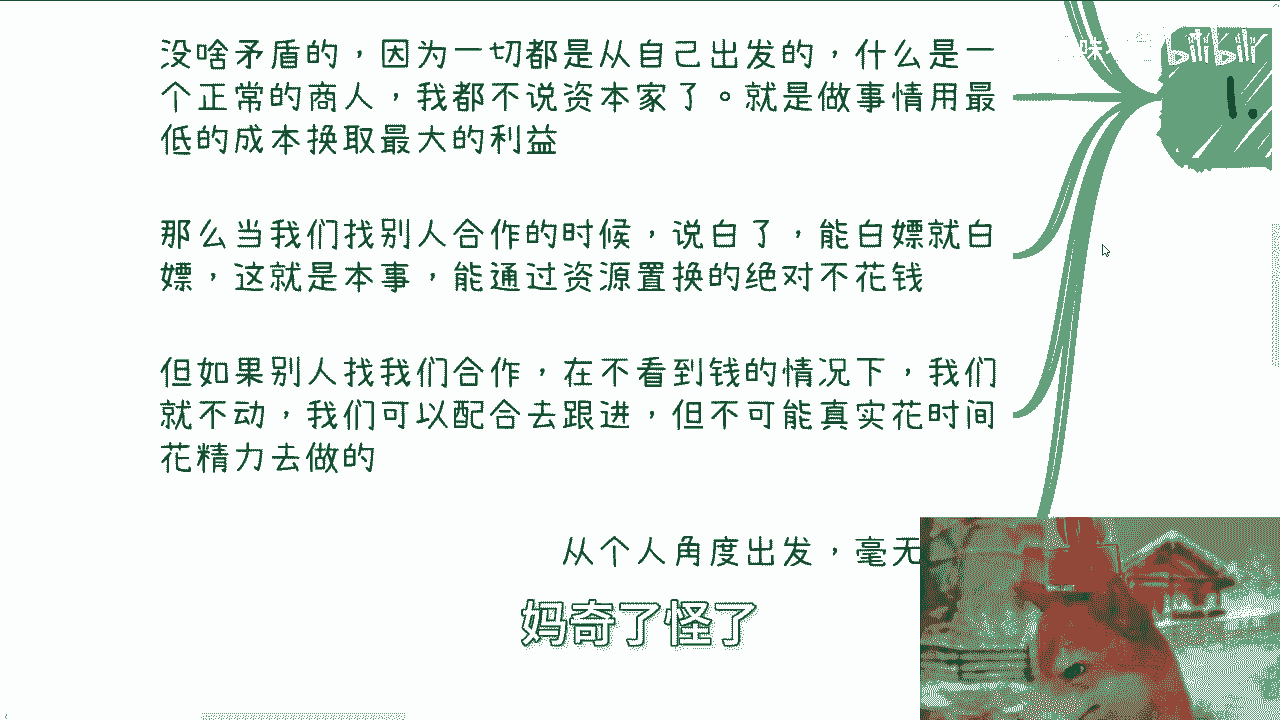 没啥矛盾的，因为一切都是从自己出发的，什么是一
个正常的商人，我都不说资本家了。就是做事情用最
低的成本换取最大的利益
那么当我们找别人合作的时候，说白了，能白嫖就白
嫖，这就是本事，能通过资源置换的绝对不花钱
但如果别人找我们合作，在不看到钱的情况下，我们
就不动，我们可以配合去跟进，但不可能真实花时间
花精力去做的
从个人角度出发，毫无
妈奇了怪了
bilibili
1.